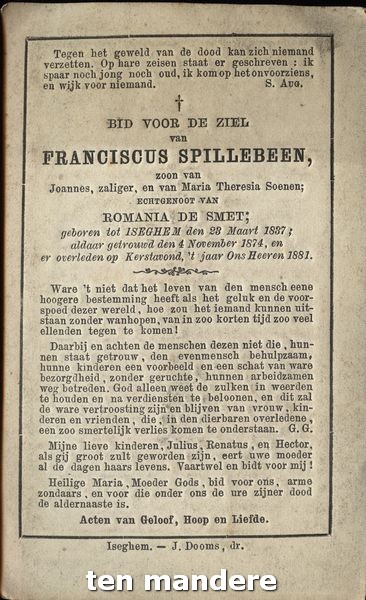 Tegen het geweld van de dood kan zich niemand
verzetten. Op hare zeisen staat er geschreven : ik
spaar noch jong noch oud, ik kom op het onvoorziens,
en wijk voor niemand. S. Aug.
†
BID VOOR DE ZIEL
van
FRANCISCUS SPILLEBEEN,
zoon van
Joannes, zaliger, en van Maria Theresia Soenen;
ECHTGENOOT VAN
ROMANIA DE SMET;
geboren tot ISEGHEM den 23 Maart 1837;
aldaar getrouwd den 4 November 1874, en
er overleden op Kerstavond, 't jaar Ons Heeren 1881.
Ware 't niet dat het leven van den mensch eene
hoogere bestemming heeft als het geluk en de voor-
spoed dezer wereld, hoe zou het iemand kunnen uit-
staan zonder wanhopen, van in zoo korten tijd zoo veel
ellenden tegen te komen !
Daarbij en achten de menschen dezen niet die, hun-
nen staat getrouw, den evenmensch behulpzaam,
hunne kinderen een voorbeeld en een schat van ware
bezorgdheid, zonder geruchte, hunnen arbeidzamen
weg betreden. God alleen weet de zulken in weerden
te houden en na verdiensten te beloonen, en dit zal
de ware vertroosting zijn en blijven van vrouw, kin-
deren en vrienden, die, in den dierbaren overledene,
een zoo smertelijk verlies komen te onderstaan. G. G.
Mijne lieve kinderen, Julius, Renatus, en Hector,
als gij groot zult geworden zijn, eert uwe moeder
al de dagen haars levens. Vaartwel en bidt voor mij !
Heilige Maria, Moeder Gods, bid voor ons, arme
zondaars, en voor die onder ons de ure zijner dood
de aldernaaste is.
Acten van Geloof, Hoop en Liefde.
Iseghem. — J. Dooms, dr.
ten mandere